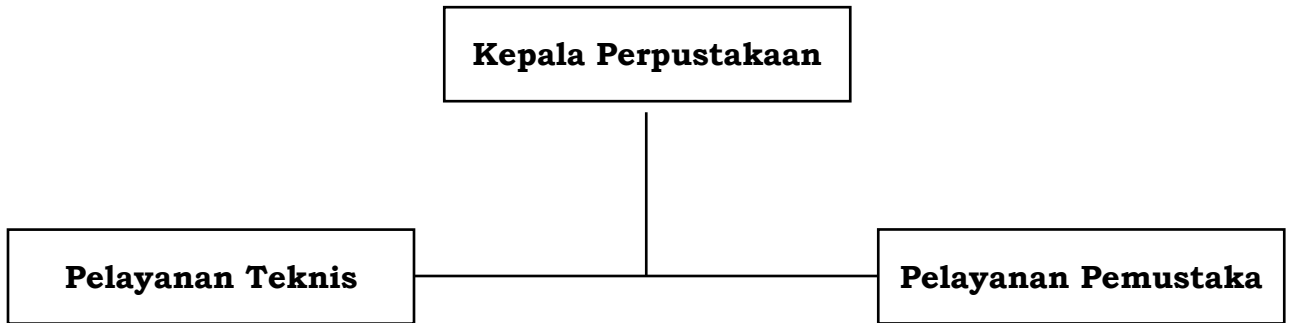 Kepala Perpustakaan
Pelayanan Teknis
Pelayanan Pemustaka